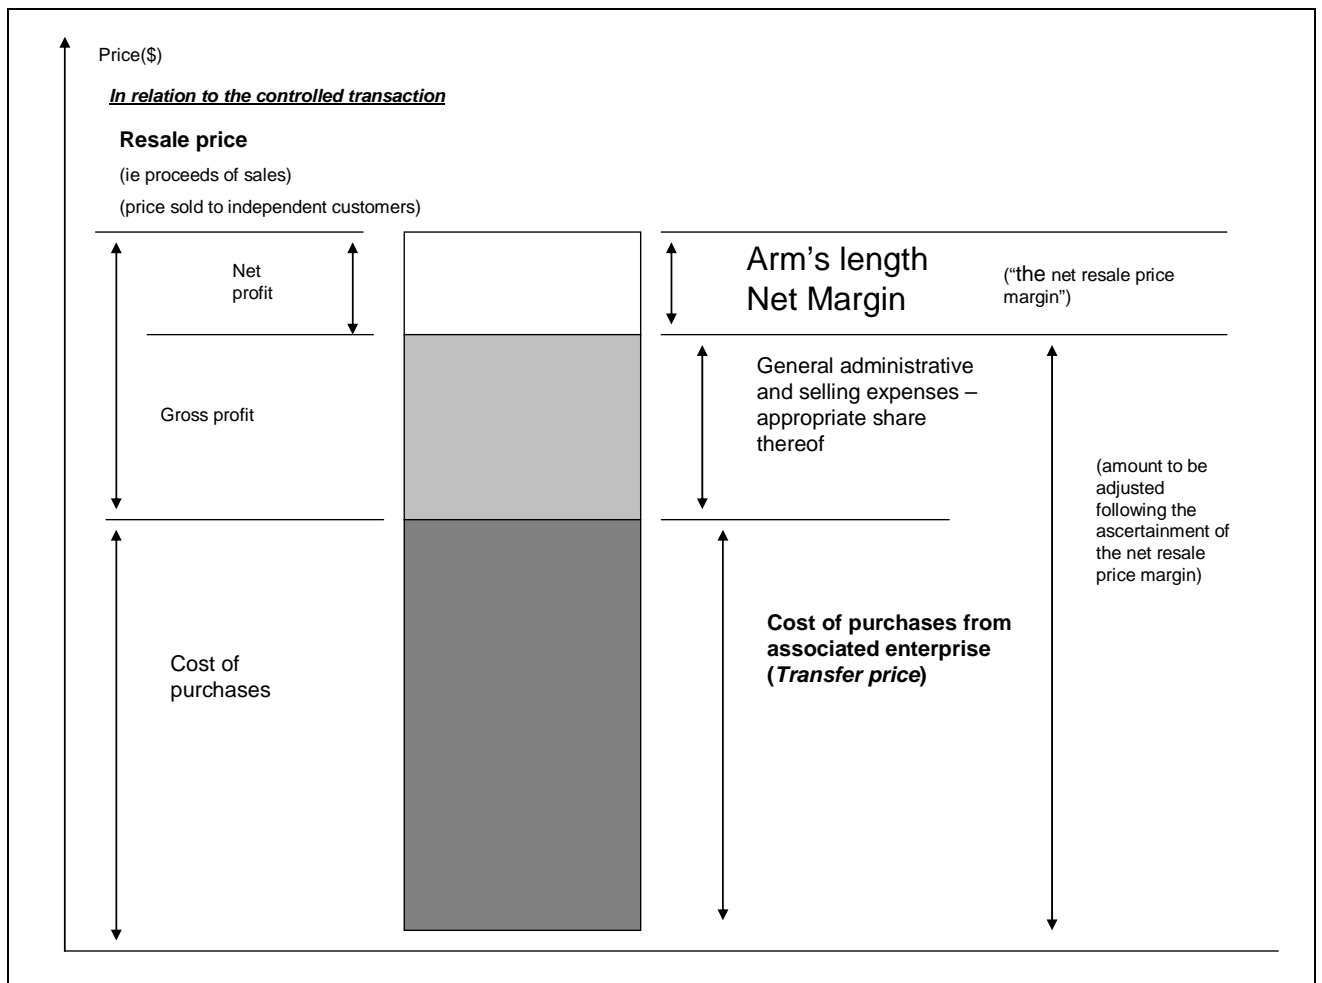 Price($)
In relation to the controlled transaction
Resale price
(ie proceeds of sales)
(price sold to independent customers)
Net
profit
Arm’s length
Net Margin
(“the net resale price
margin”)
Gross profit
General administrative
and selling expenses –
appropriate share
thereof
(amount to be
adjusted
following the
ascertainment of
the net resale
price margin)
Cost of
purchases
Cost of purchases from
associated enterprise
(Transfer price)